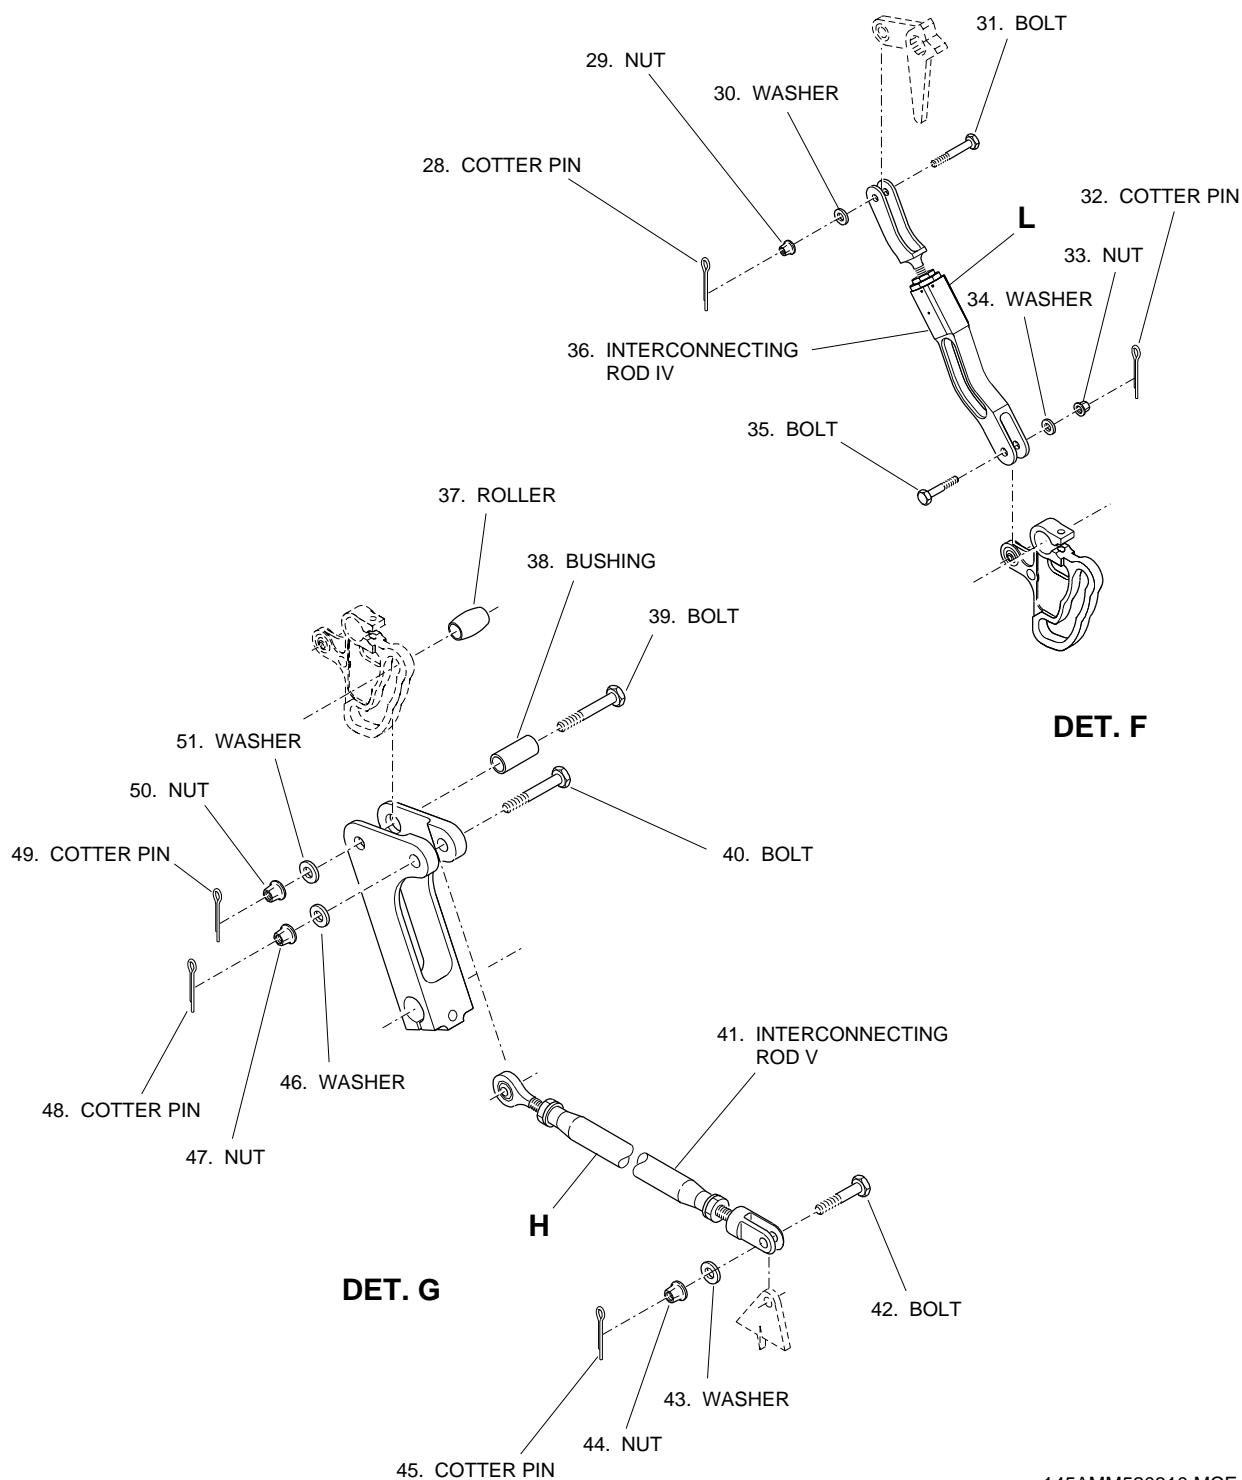 31. BOLT
29. NUT
30. WASHER
28. COTTER PIN
32. COTTER PIN
L
33. NUT
34. WASHER
36. INTERCONNECTING
ROD IV
35. BOLT
37. ROLLER
38. BUSHING
39. BOLT
DET. F
51. WASHER
50. NUT
49. COTTER PIN
40. BOLT
41. INTERCONNECTING
ROD V
46. WASHER
48. COTTER PIN
47. NUT
H
DET. G
42. BOLT
43. WASHER
44. NUT
45. COTTER PIN